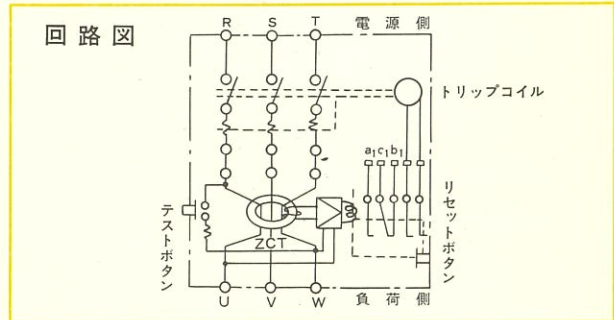 回路図
R S T 電源側
トリップコイル
a₁ c₁ b₁
テストボタン
リセットボタン
ZCT
U V W 負荷側